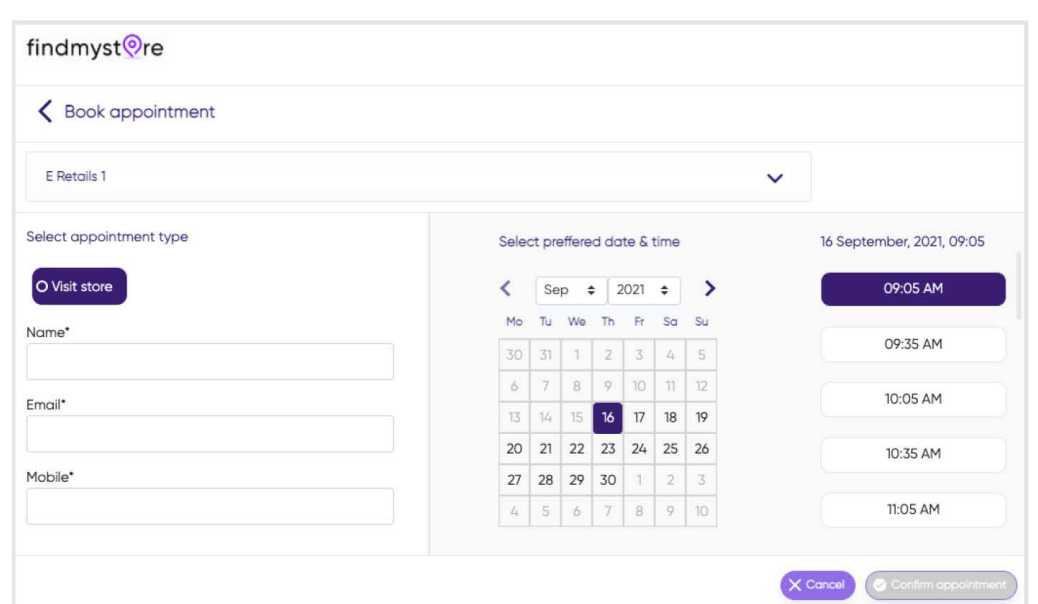 findmystore
Book appointment
E Retails 1
Select appointment type
Visit store
Name*
Email*
Mobile*
Select preffered date & time
Sep 2021
Mo Tu We Th Fr Sa Su
30 31 1 2 3 4 5
6 7 8 9 10 11 12
13 14 15 16 17 18 19
20 21 22 23 24 25 26
27 28 29 30 1 2 3
4 5 6 7 8 9 10
16 September, 2021, 09:05
09:05 AM
09:35 AM
10:05 AM
10:35 AM
11:05 AM
Cancel
Confirm appointment